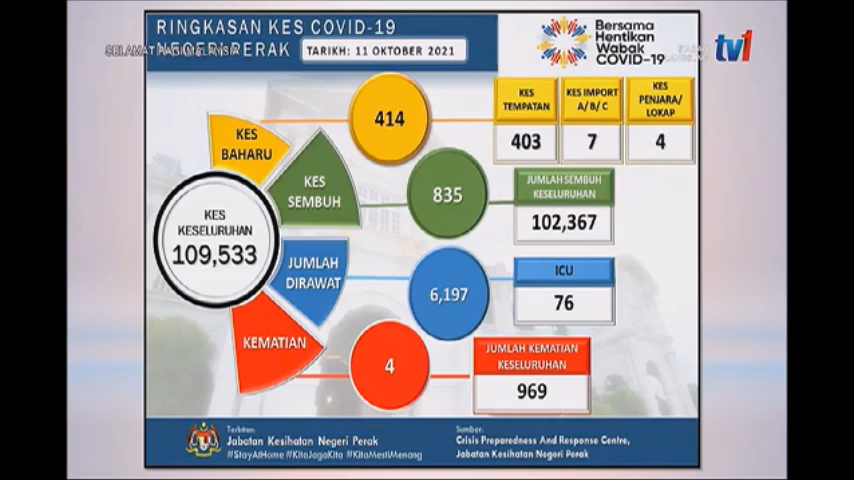 RINGKASAN KES COVID-19
NEGERI PERAK
TARIKH: 11 OKTOBER 2021
Bersama
Hentikan
Wabak
COVID-19
tv1
KES
BAHARU
414
KES
TEMPATAN
403
KES IMPORT
A/B/C
7
KES
PENJARA/
LOKAP
4
KES
SEMBUH
835
JUMLAH SEMBUH
KESELURUHAN
102,367
KES
KESELURUHAN
109,533
JUMLAH
DIRAWAT
6,197
ICU
76
KEMATIAN
4
JUMLAH KEMATIAN
KESELURUHAN
969
Terbitan:
Jabatan Kesihatan Negeri Perak
#StayAtHome #KitaJagaKita #KitaMestiMenang
Sumber:
Crisis Preparedness And Response Centre,
Jabatan Kesihatan Negeri Perak